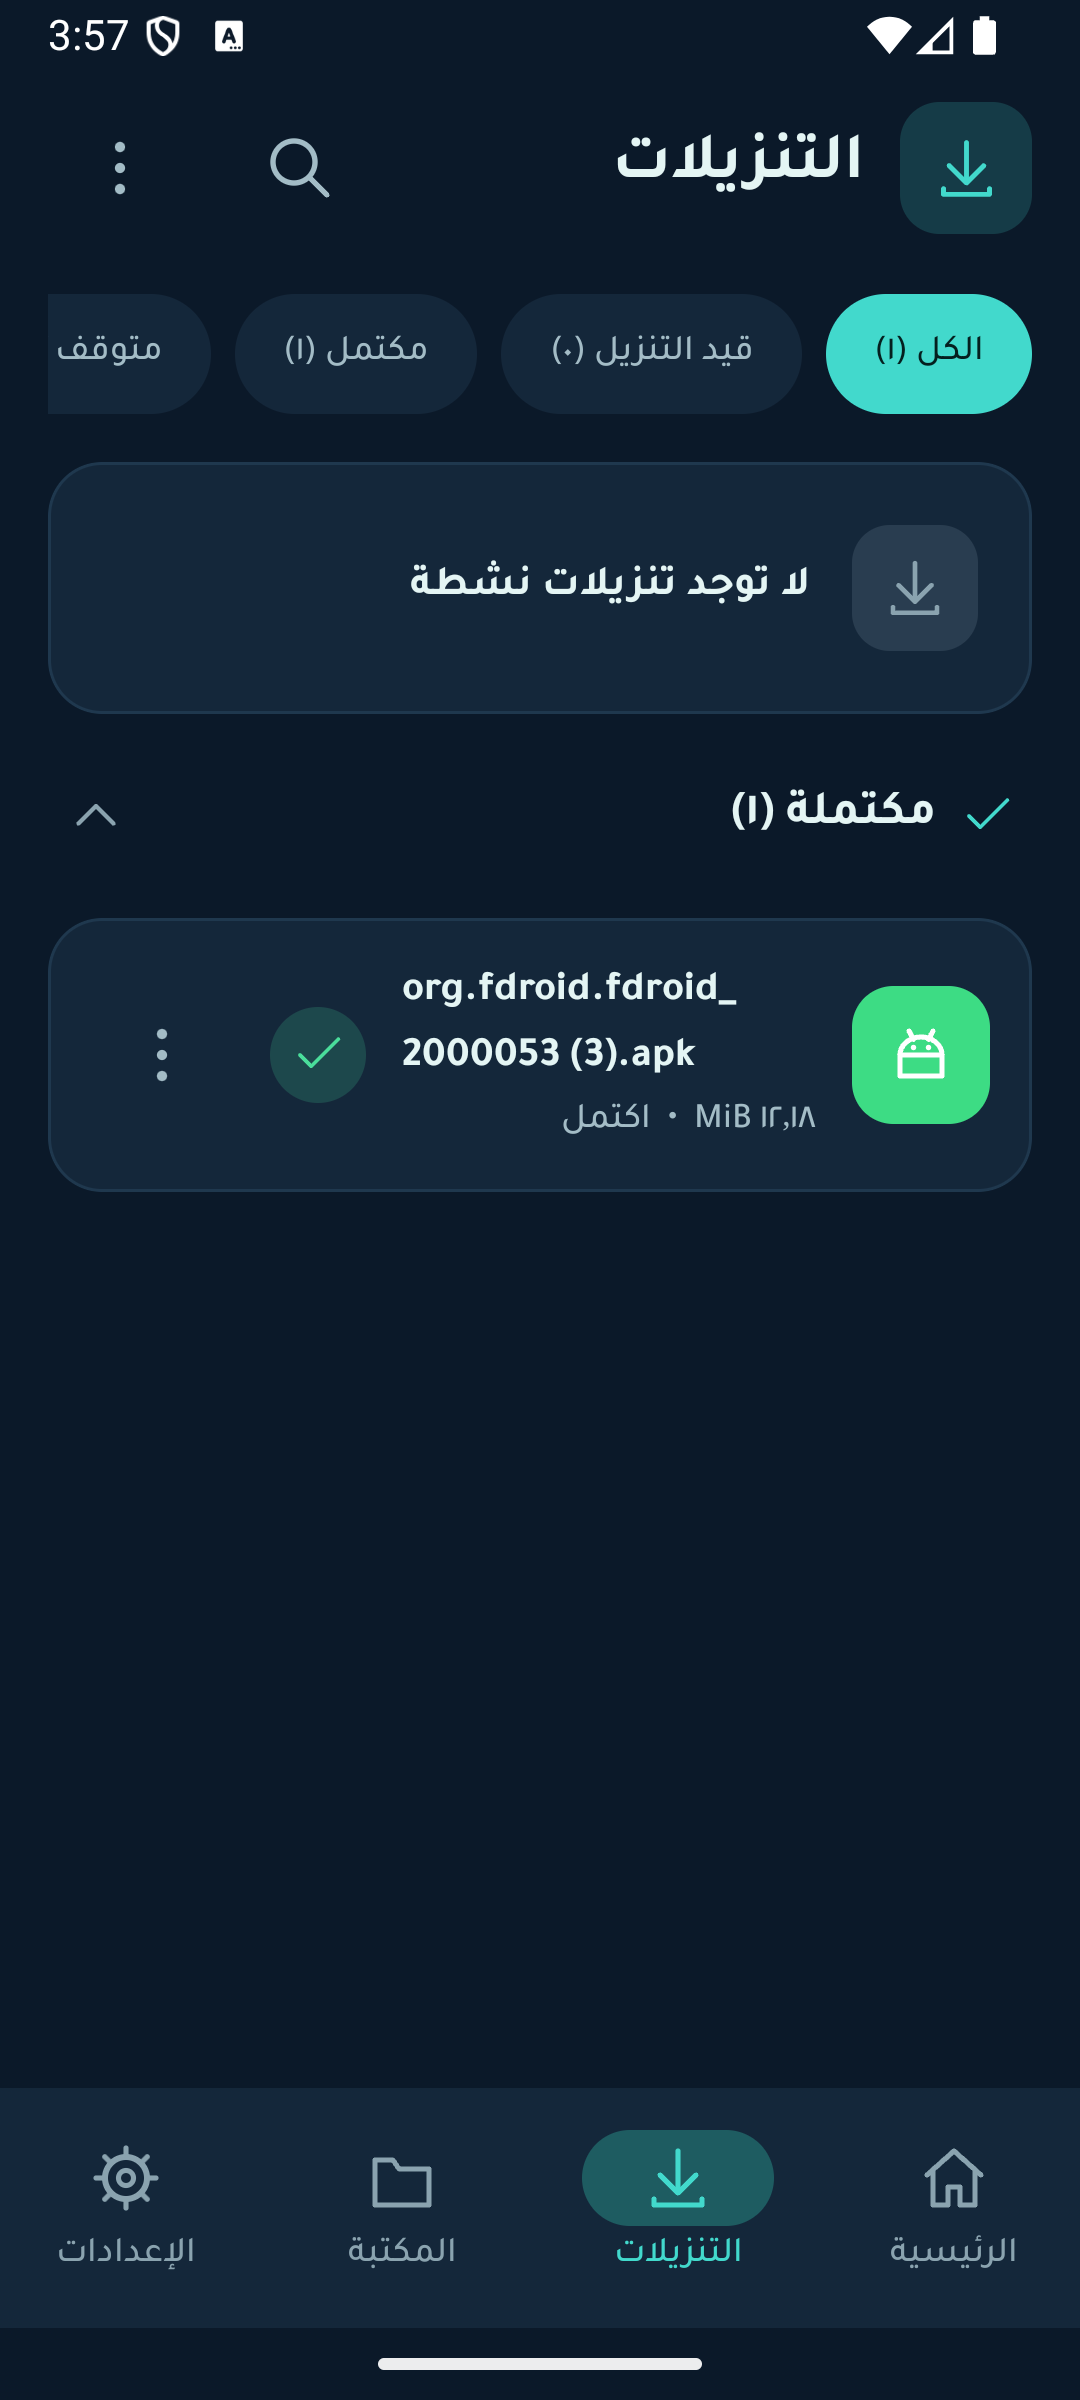 3:57
التنزيلات
الكل (١)
قيد التنزيل (٠)
مكتمل (١)
متوقف
لا توجد تنزيلات نشطة
مكتملة (١)
org.fdroid.fdroid_
2000053 (3).apk
١٢,١٨ MiB • اكتمل
الرئيسية
التنزيلات
المكتبة
الإعدادات